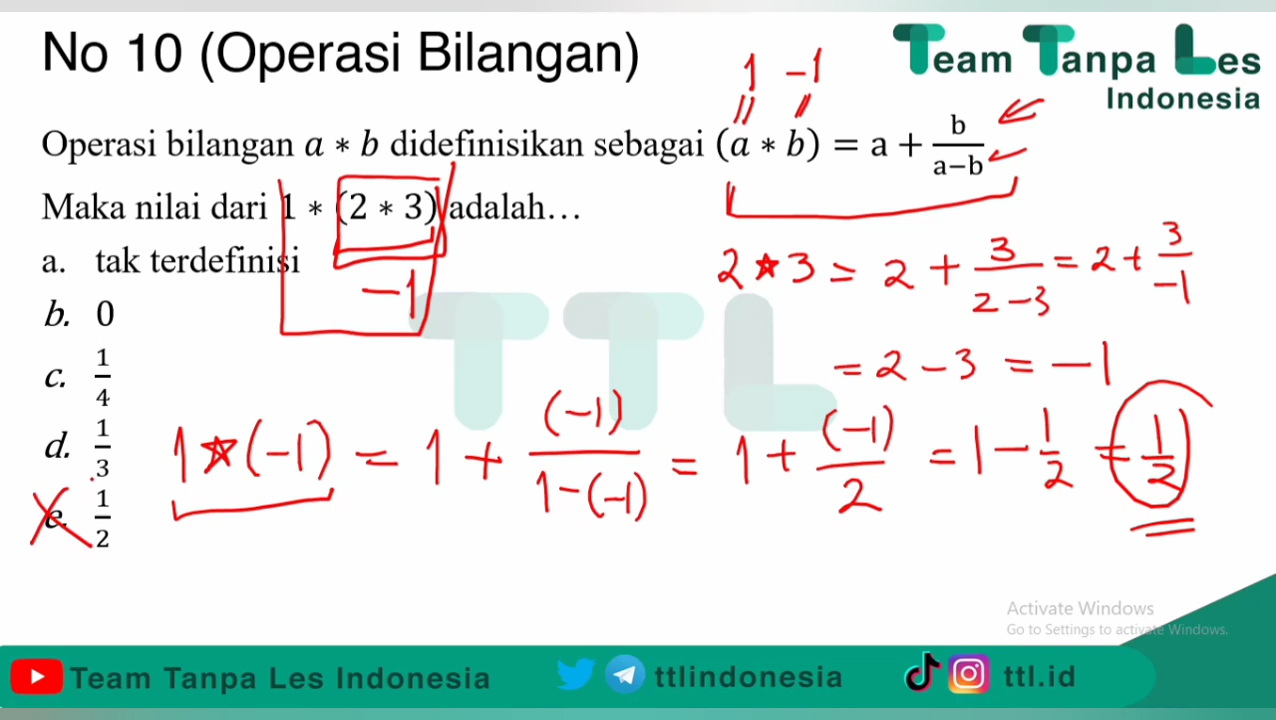 No 10 (Operasi Bilangan)
Team Tanpa Les
Indonesia
1 -1
Operasi bilangan a * b didefinisikan sebagai (a * b) = a + b/(a−b)
Maka nilai dari 1 * (2 * 3) adalah…
-1
a. tak terdefinisi
b. 0
c. 1/4
d. 1/3
e. 1/2
2 * 3 = 2 + 3/(2-3) = 2 + 3/-1
= 2 - 3 = -1
1 * (-1) = 1 + (-1)/(1-(-1)) = 1 + (-1)/2 = 1 - 1/2 = 1/2
TTL
Activate Windows
Go to Settings to activate Windows.
Team Tanpa Les Indonesia
ttlindonesia
ttl.id